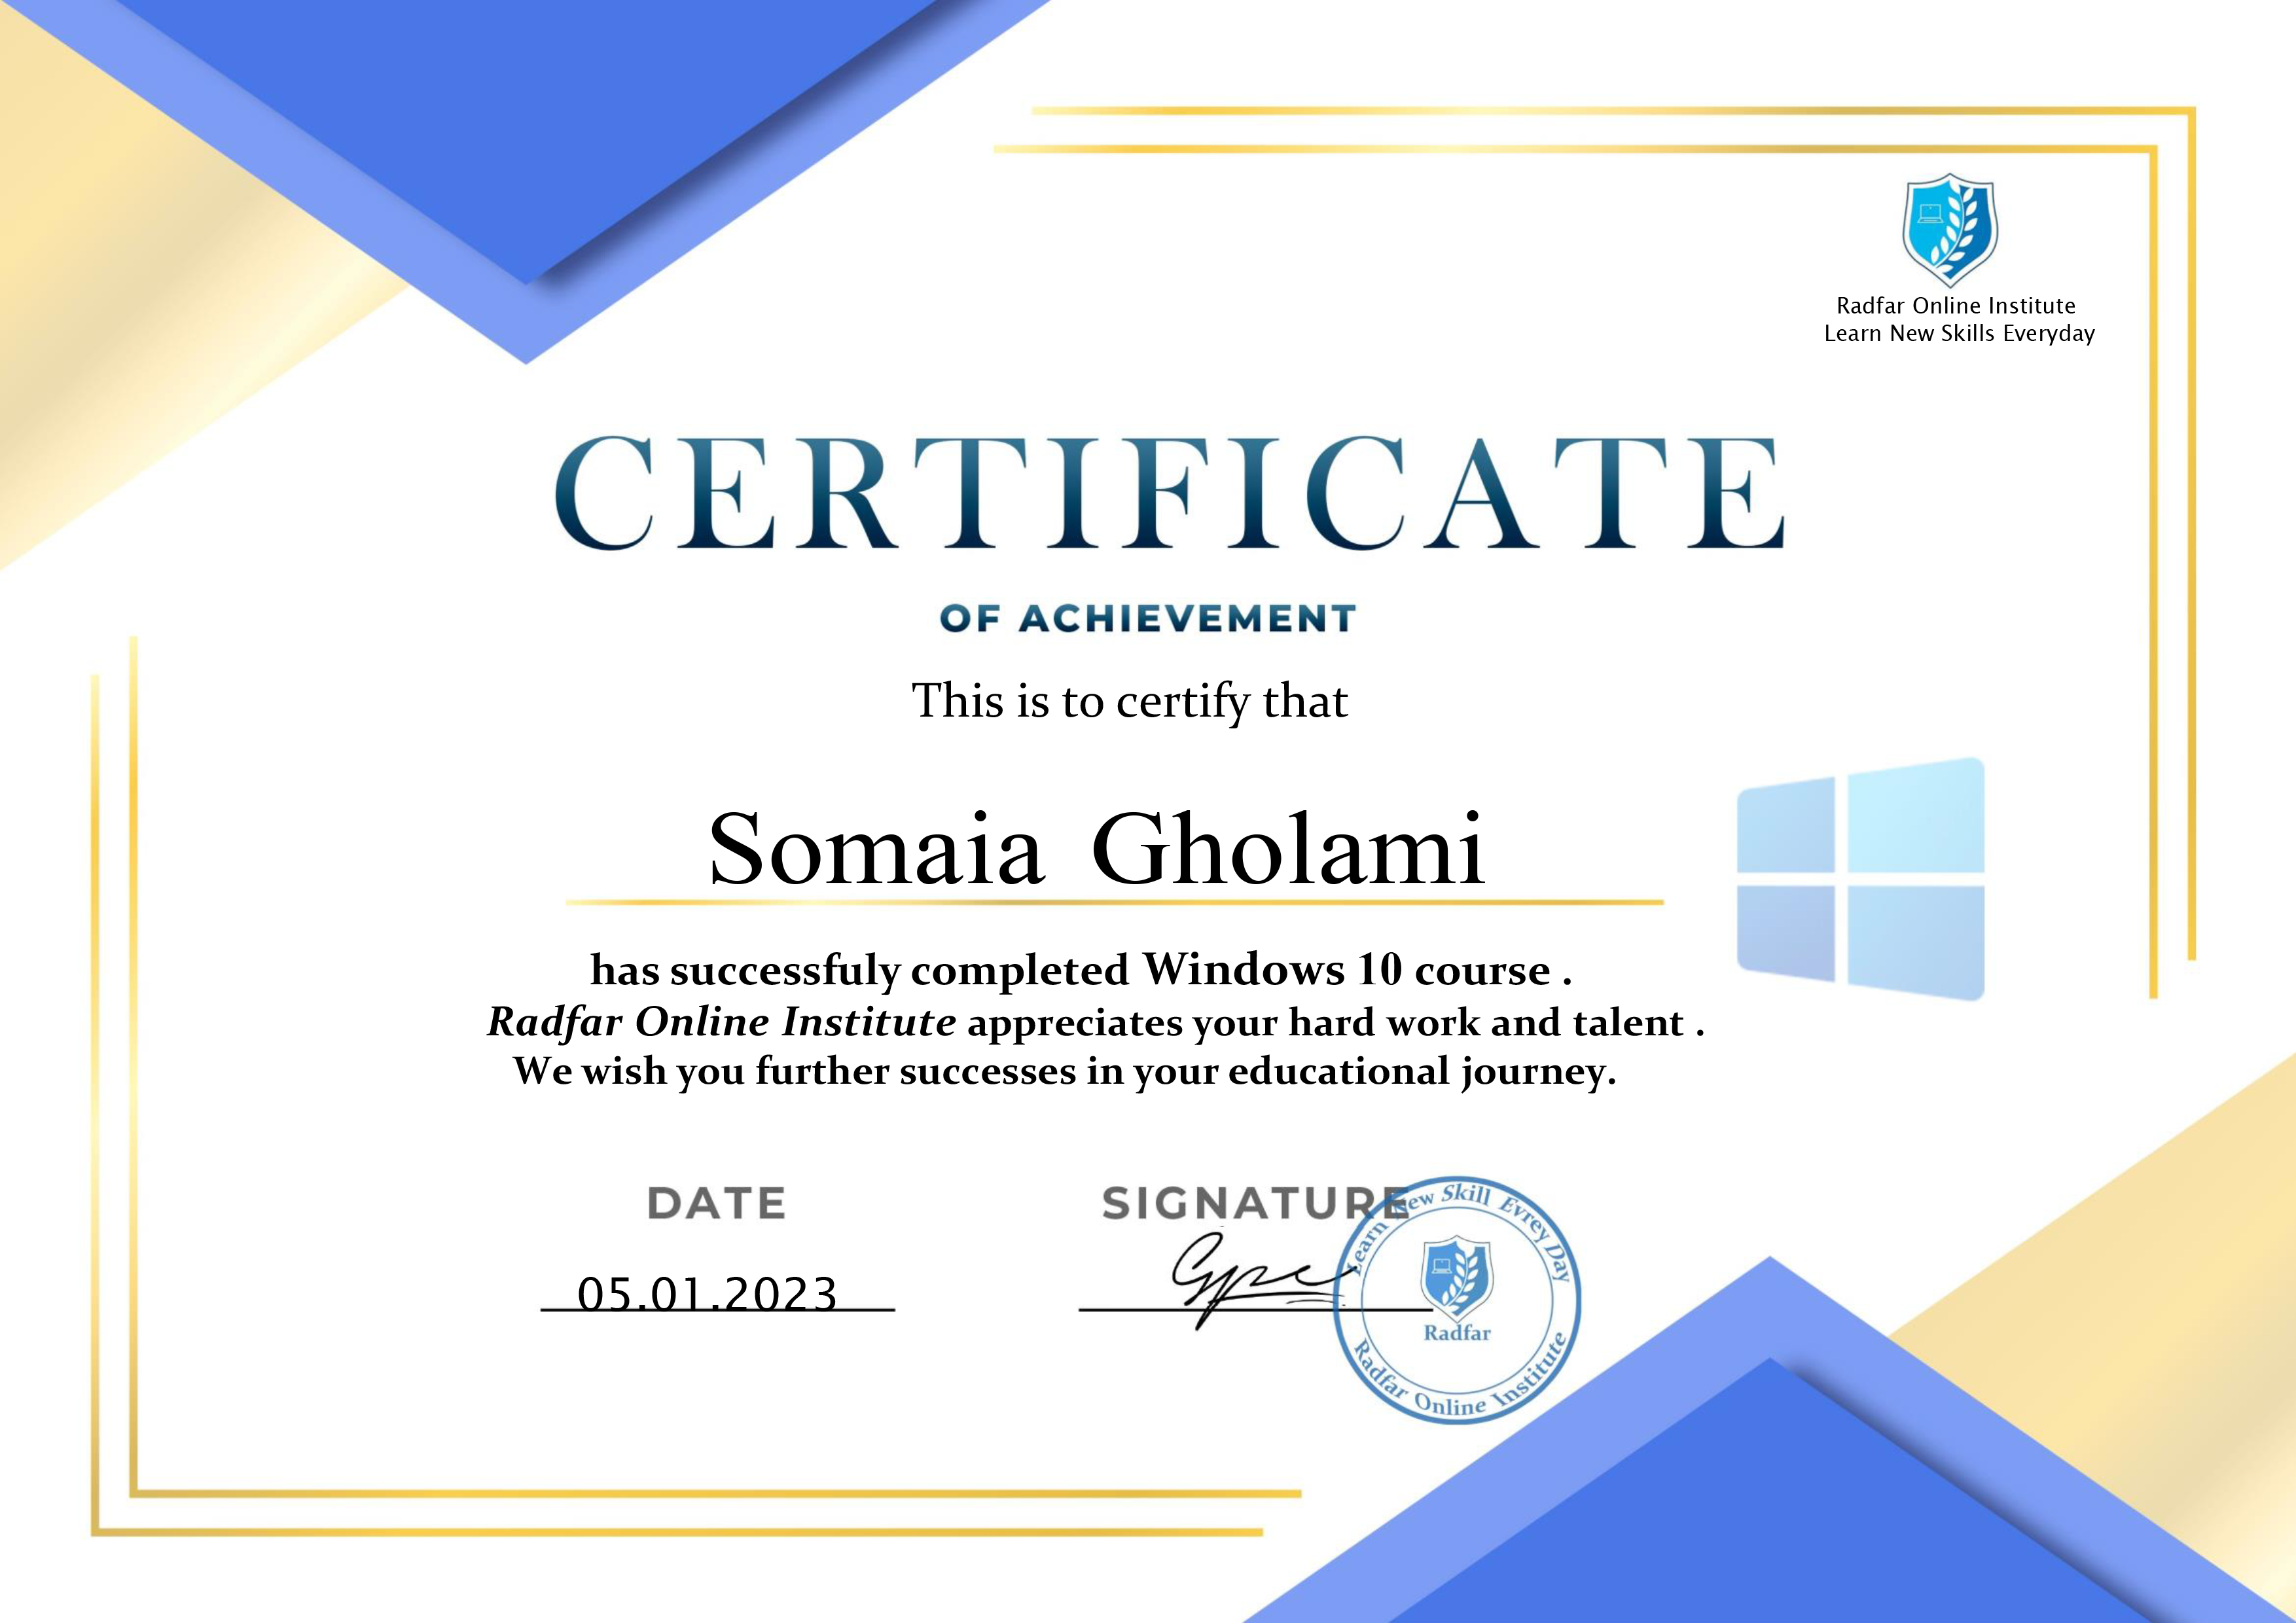 Radfar Online Institute
Learn New Skills Everyday
CERTIFICATE
OF ACHIEVEMENT
This is to certify that
Somaia Gholami
has successfuly completed Windows 10 course .
Radfar Online Institute appreciates your hard work and talent .
We wish you further successes in your educational journey.
DATE
SIGNATURE
05.01.2023
Learn New Skill Evrey Day
Radfar
Radfar Online Institute